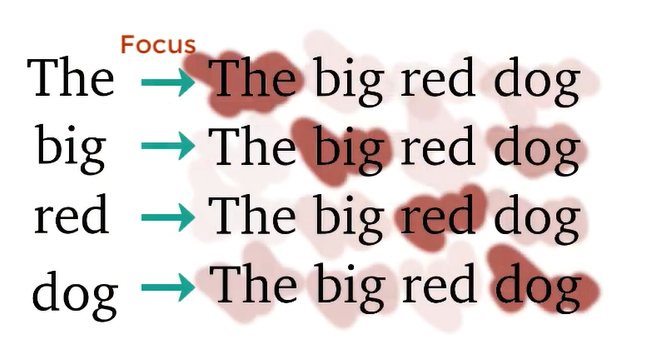 Focus
The → The big red dog
big → The big red dog
red → The big red dog
dog → The big red dog